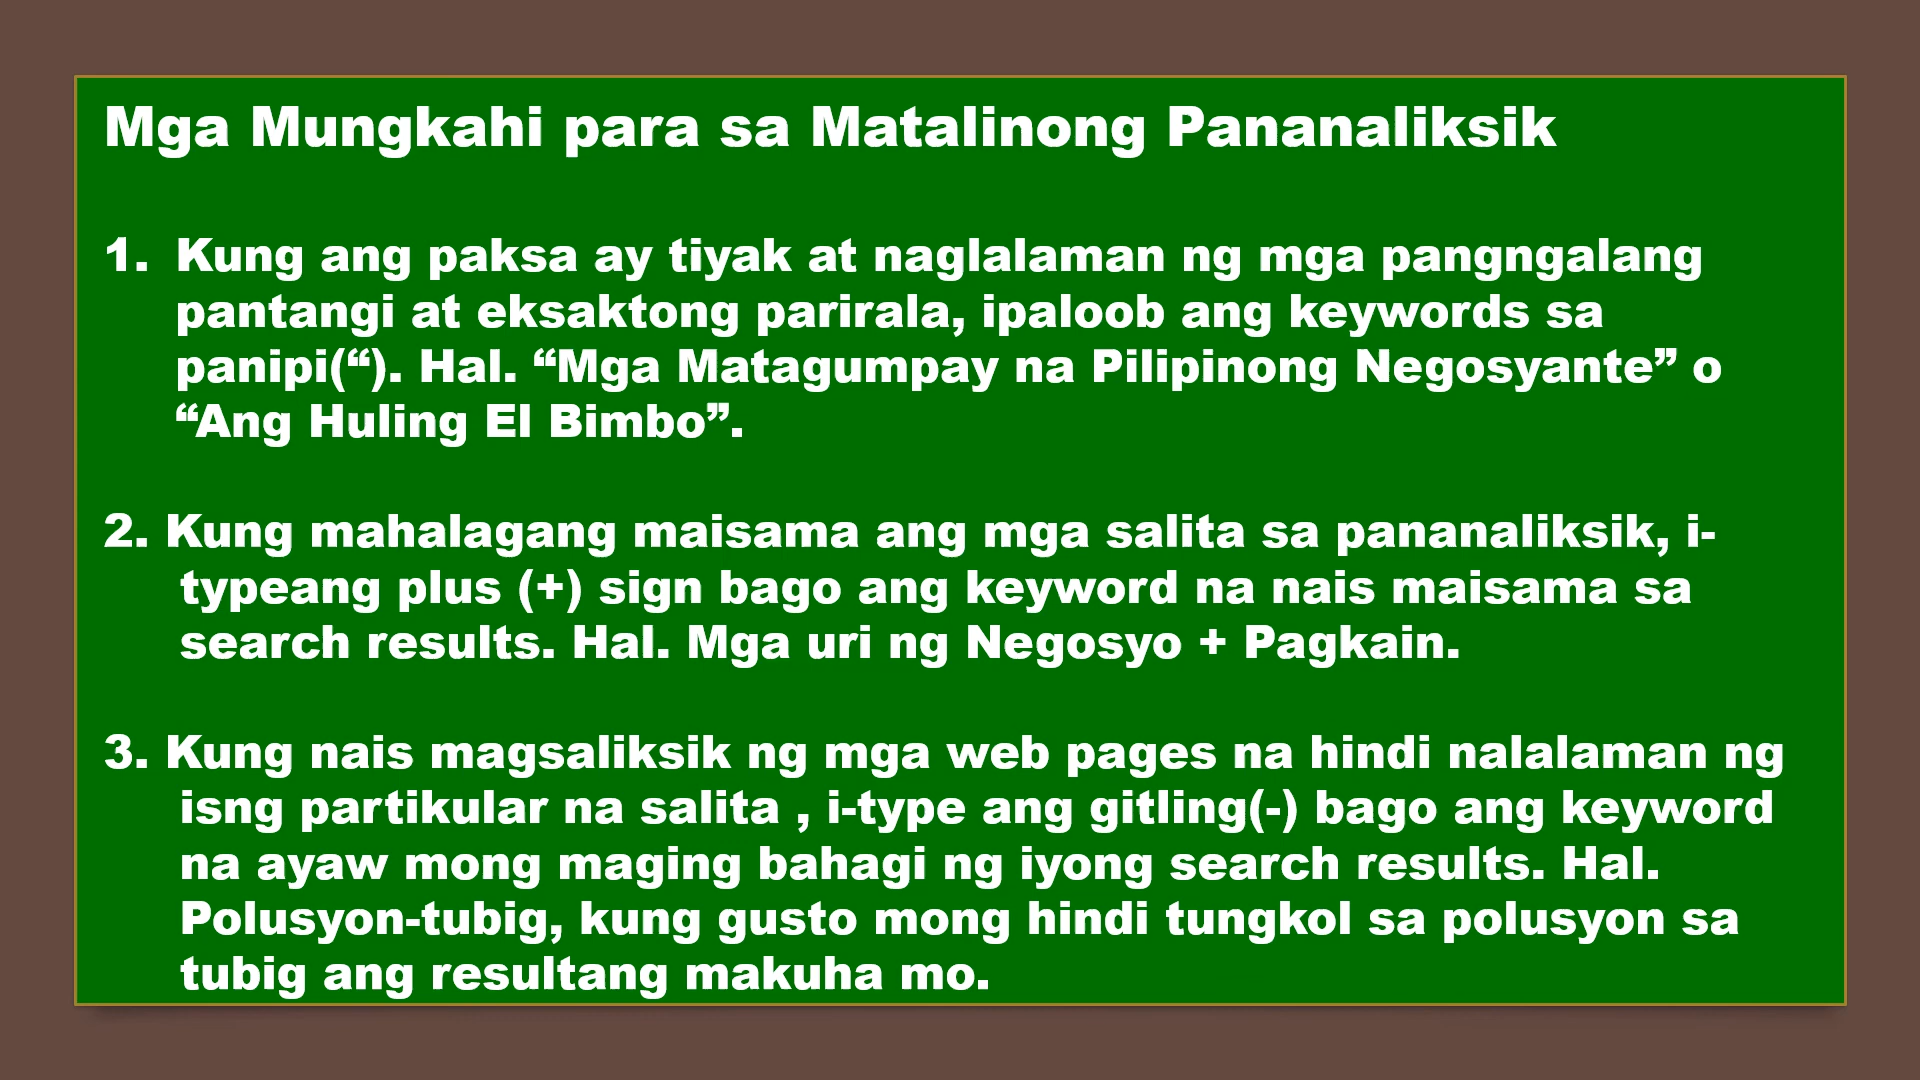 Mga Mungkahi para sa Matalinong Pananaliksik
1. Kung ang paksa ay tiyak at naglalaman ng mga pangngalang
pantangi at eksaktong parirala, ipaloob ang keywords sa
panipi(“). Hal. “Mga Matagumpay na Pilipinong Negosyante” o
“Ang Huling El Bimbo”.
2. Kung mahalagang maisama ang mga salita sa pananaliksik, i-
typeang plus (+) sign bago ang keyword na nais maisama sa
search results. Hal. Mga uri ng Negosyo + Pagkain.
3. Kung nais magsaliksik ng mga web pages na hindi nalalaman ng
isng partikular na salita , i-type ang gitling(-) bago ang keyword
na ayaw mong maging bahagi ng iyong search results. Hal.
Polusyon-tubig, kung gusto mong hindi tungkol sa polusyon sa
tubig ang resultang makuha mo.